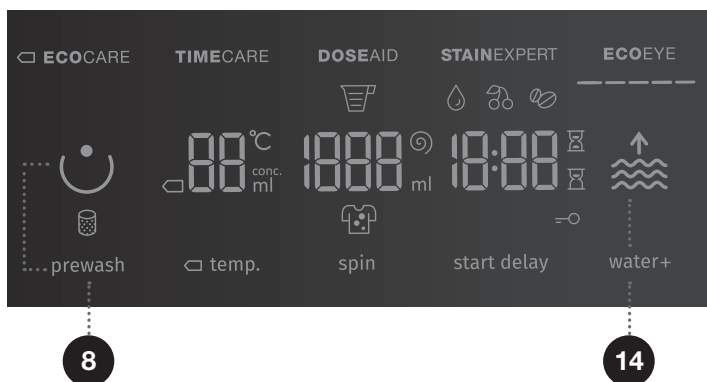 ECOCARE TIMECARE DOSEAID STAINEXPERT ECOEYE
88 °C 1888 18:88
conc.
ml ml
prewash temp. spin start delay water+
8 14